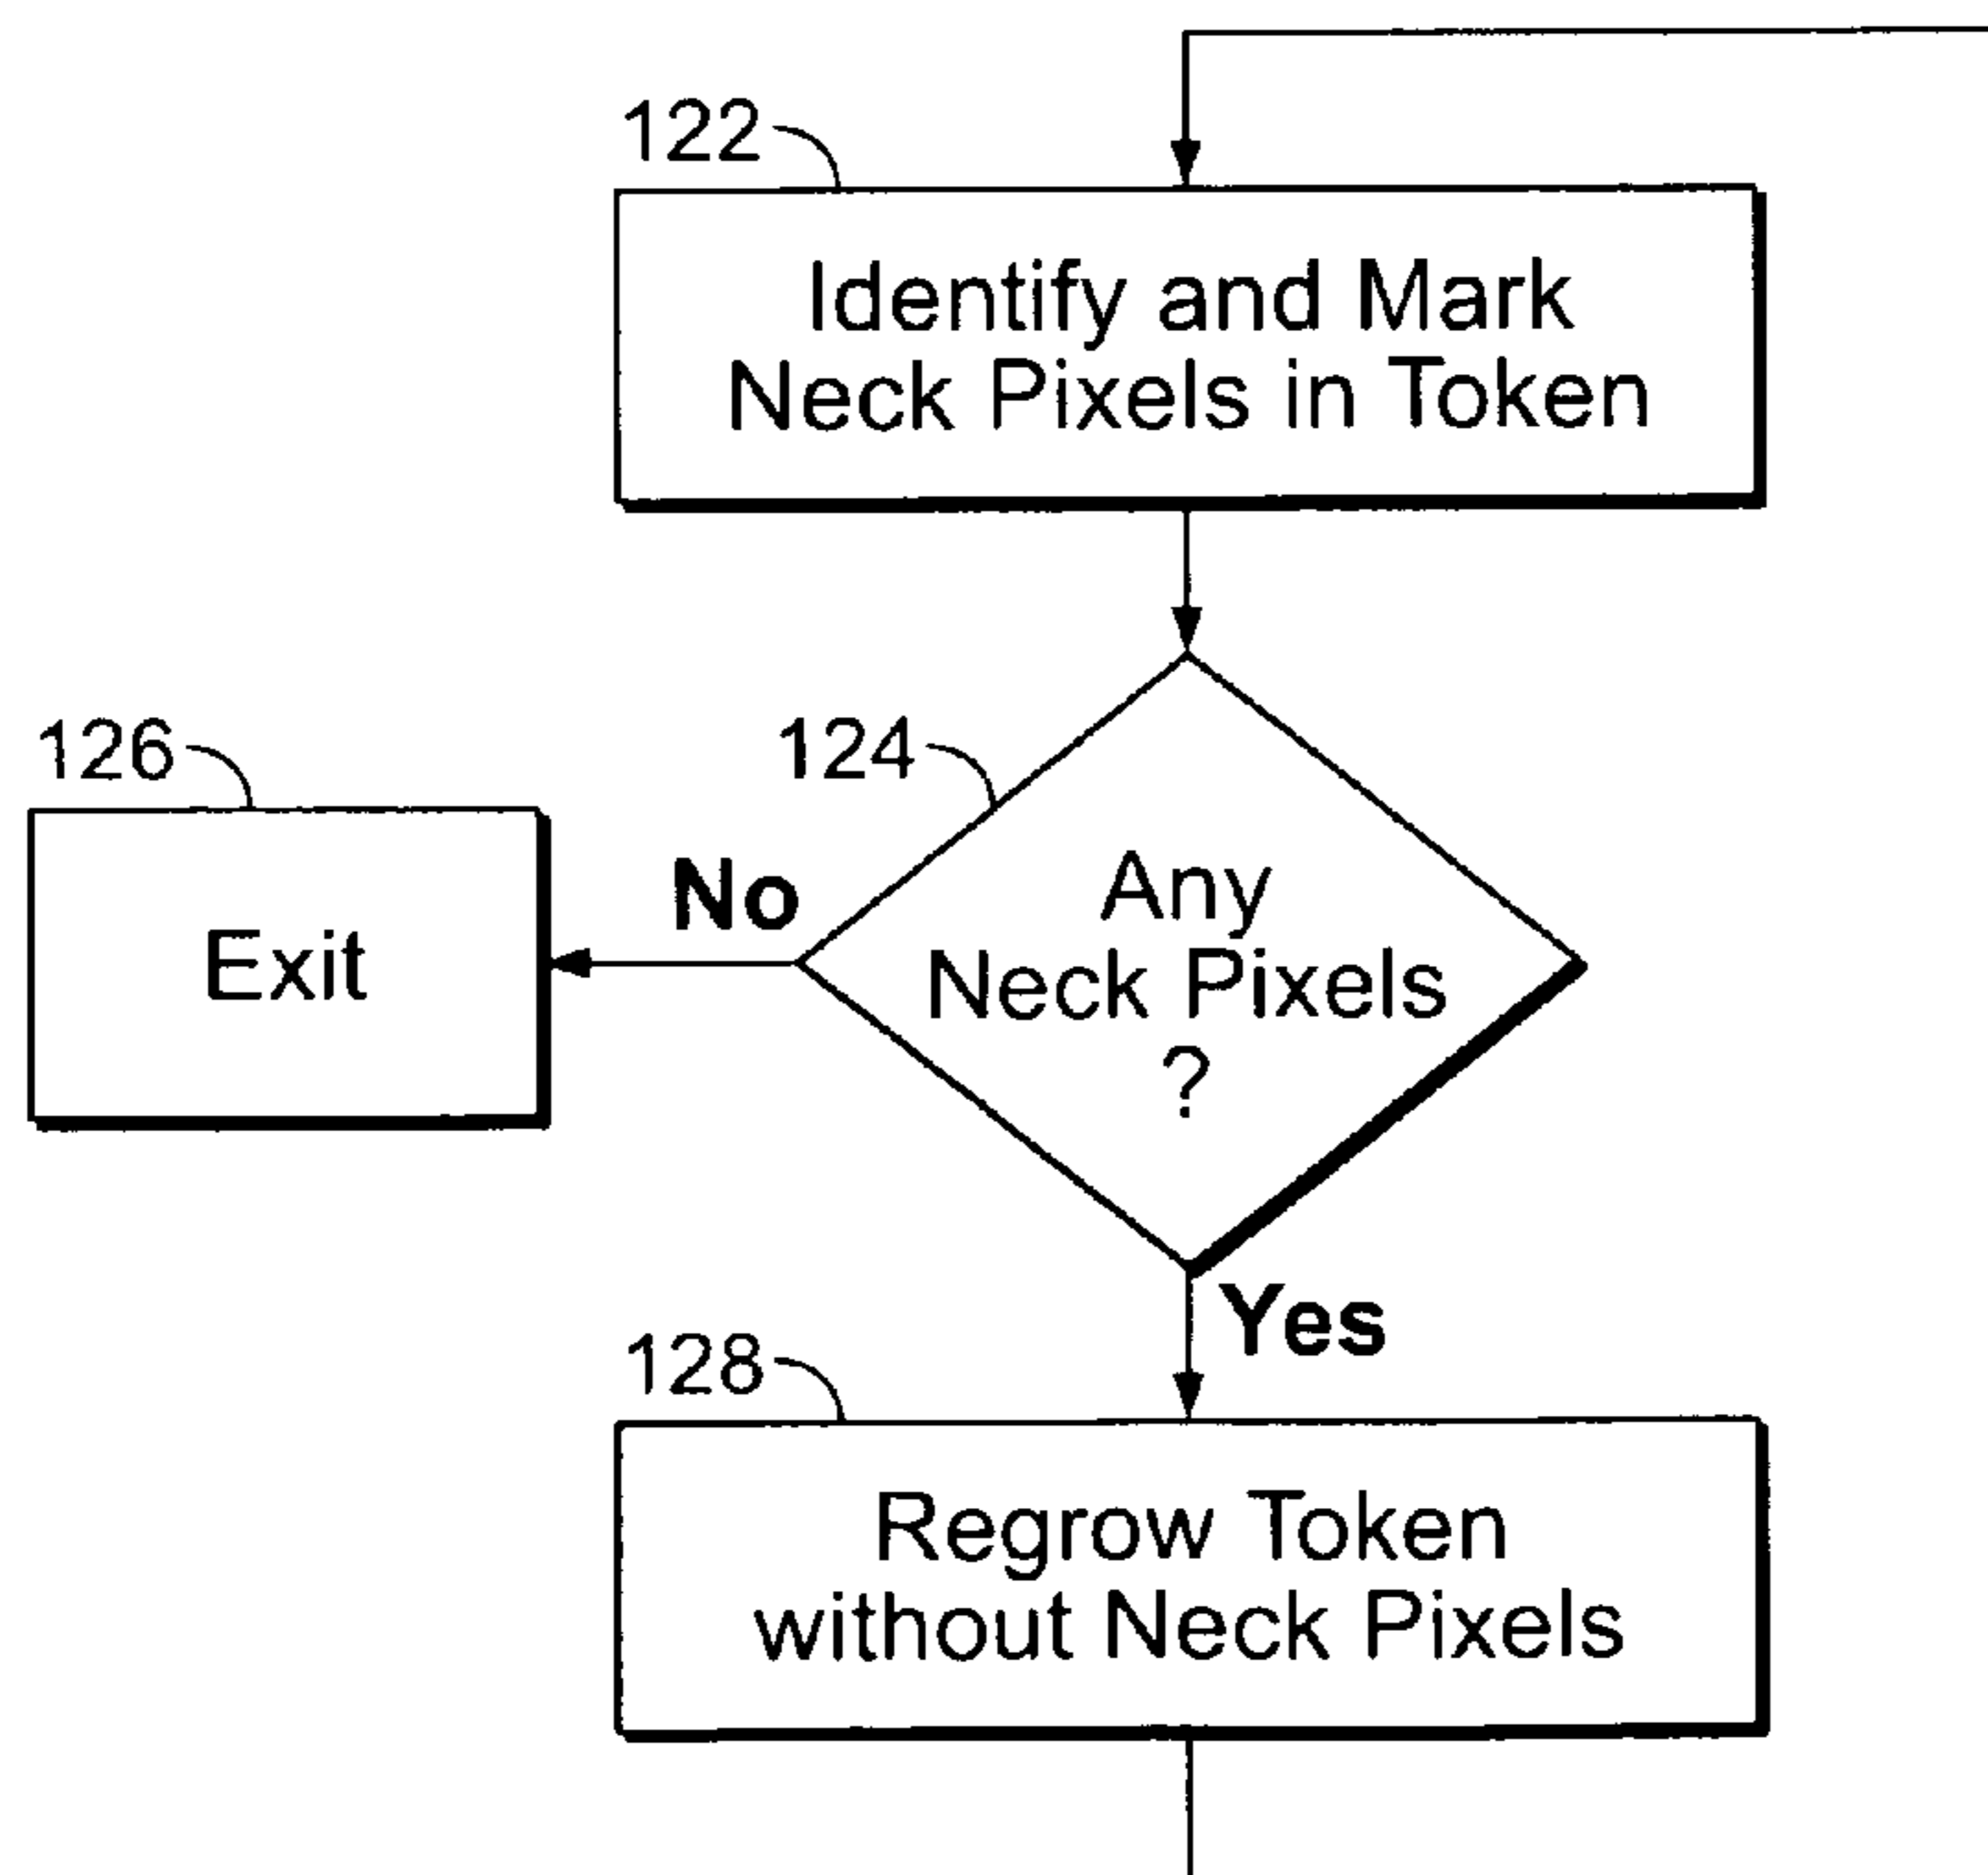 122
Identify and Mark
Neck Pixels in Token
126
124
No
Any
Neck Pixels
?
Exit
Yes
128
Regrow Token
without Neck Pixels